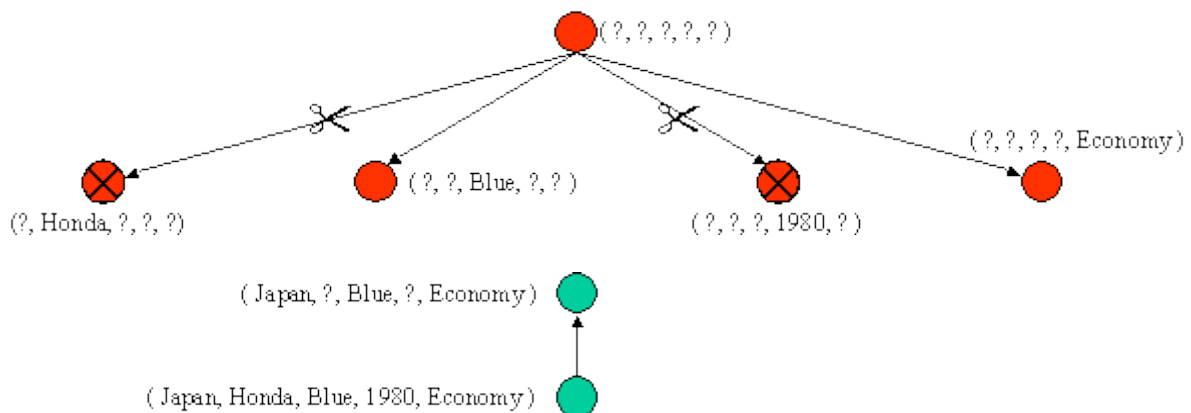 ( ?, ?, ?, ?, ? )
( ?, ?, ?, ?, Economy )
( ?, ?, Blue, ?, ? )
(?, Honda, ?, ?, ?)
( ?, ?, ?, 1980, ? )
( Japan, ?, Blue, ?, Economy )
( Japan, Honda, Blue, 1980, Economy )